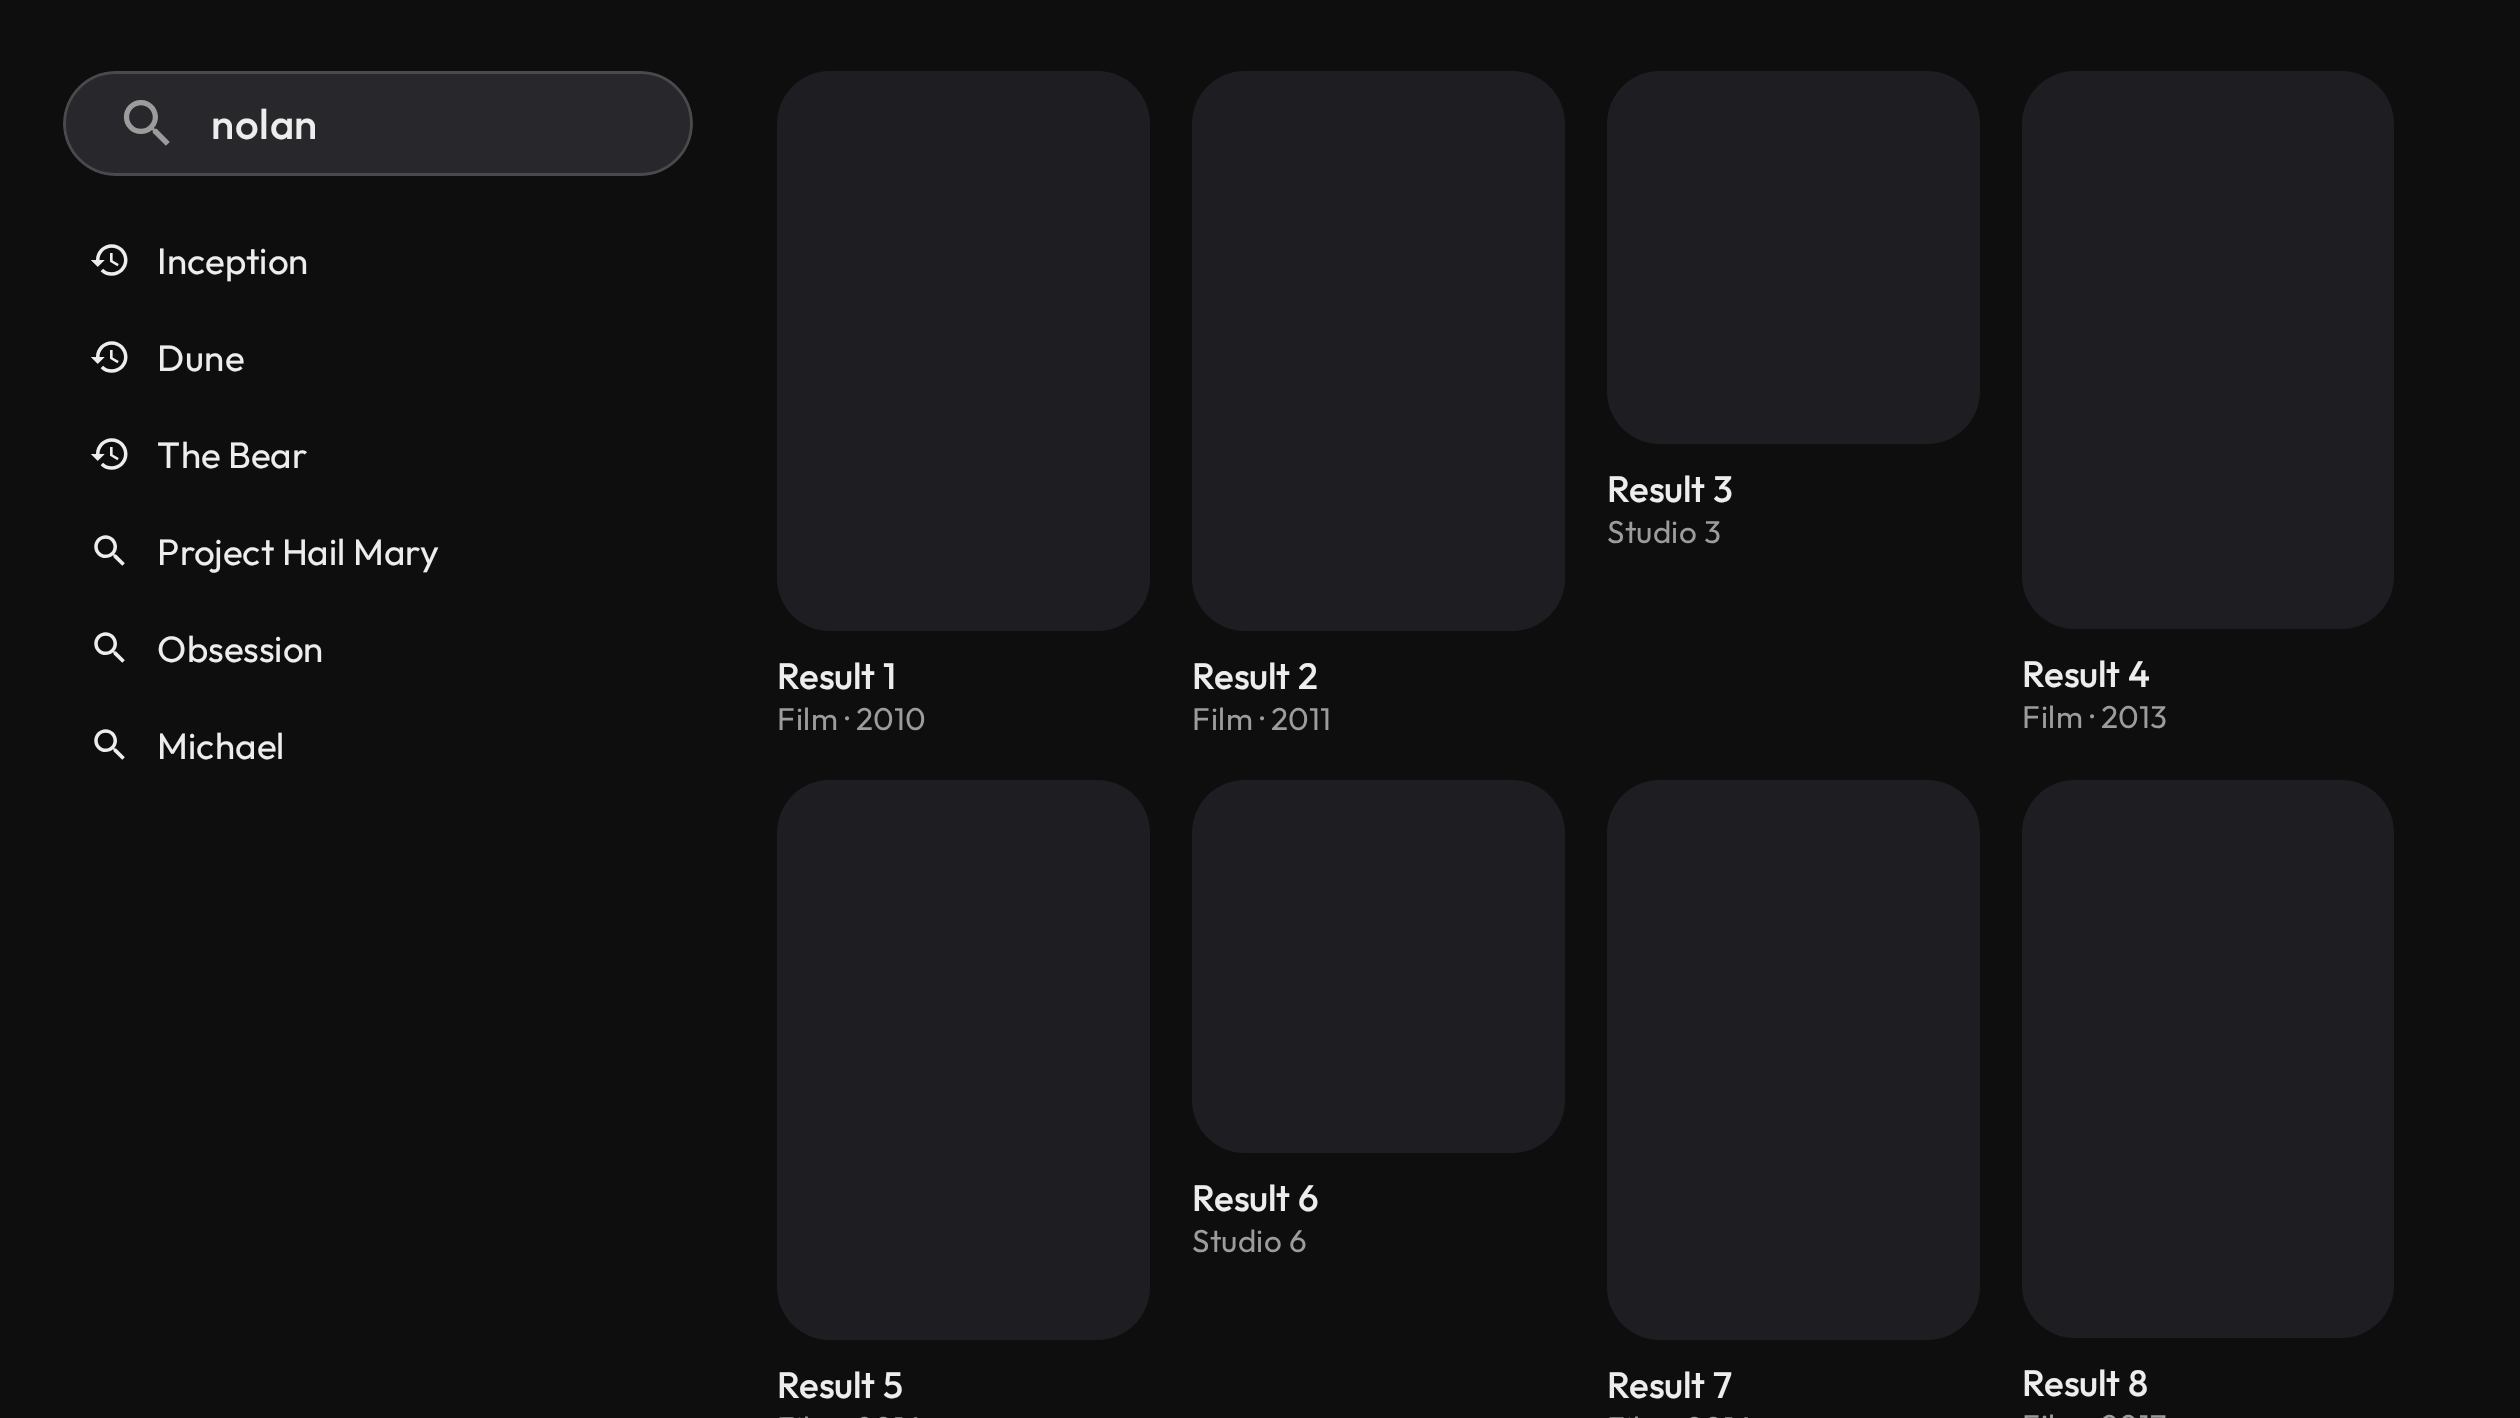 nolan
Inception
Dune
The Bear
Project Hail Mary
Obsession
Michael
Result 1
Film · 2010
Result 2
Film · 2011
Result 3
Studio 3
Result 4
Film · 2013
Result 5
Result 6
Studio 6
Result 7
Result 8